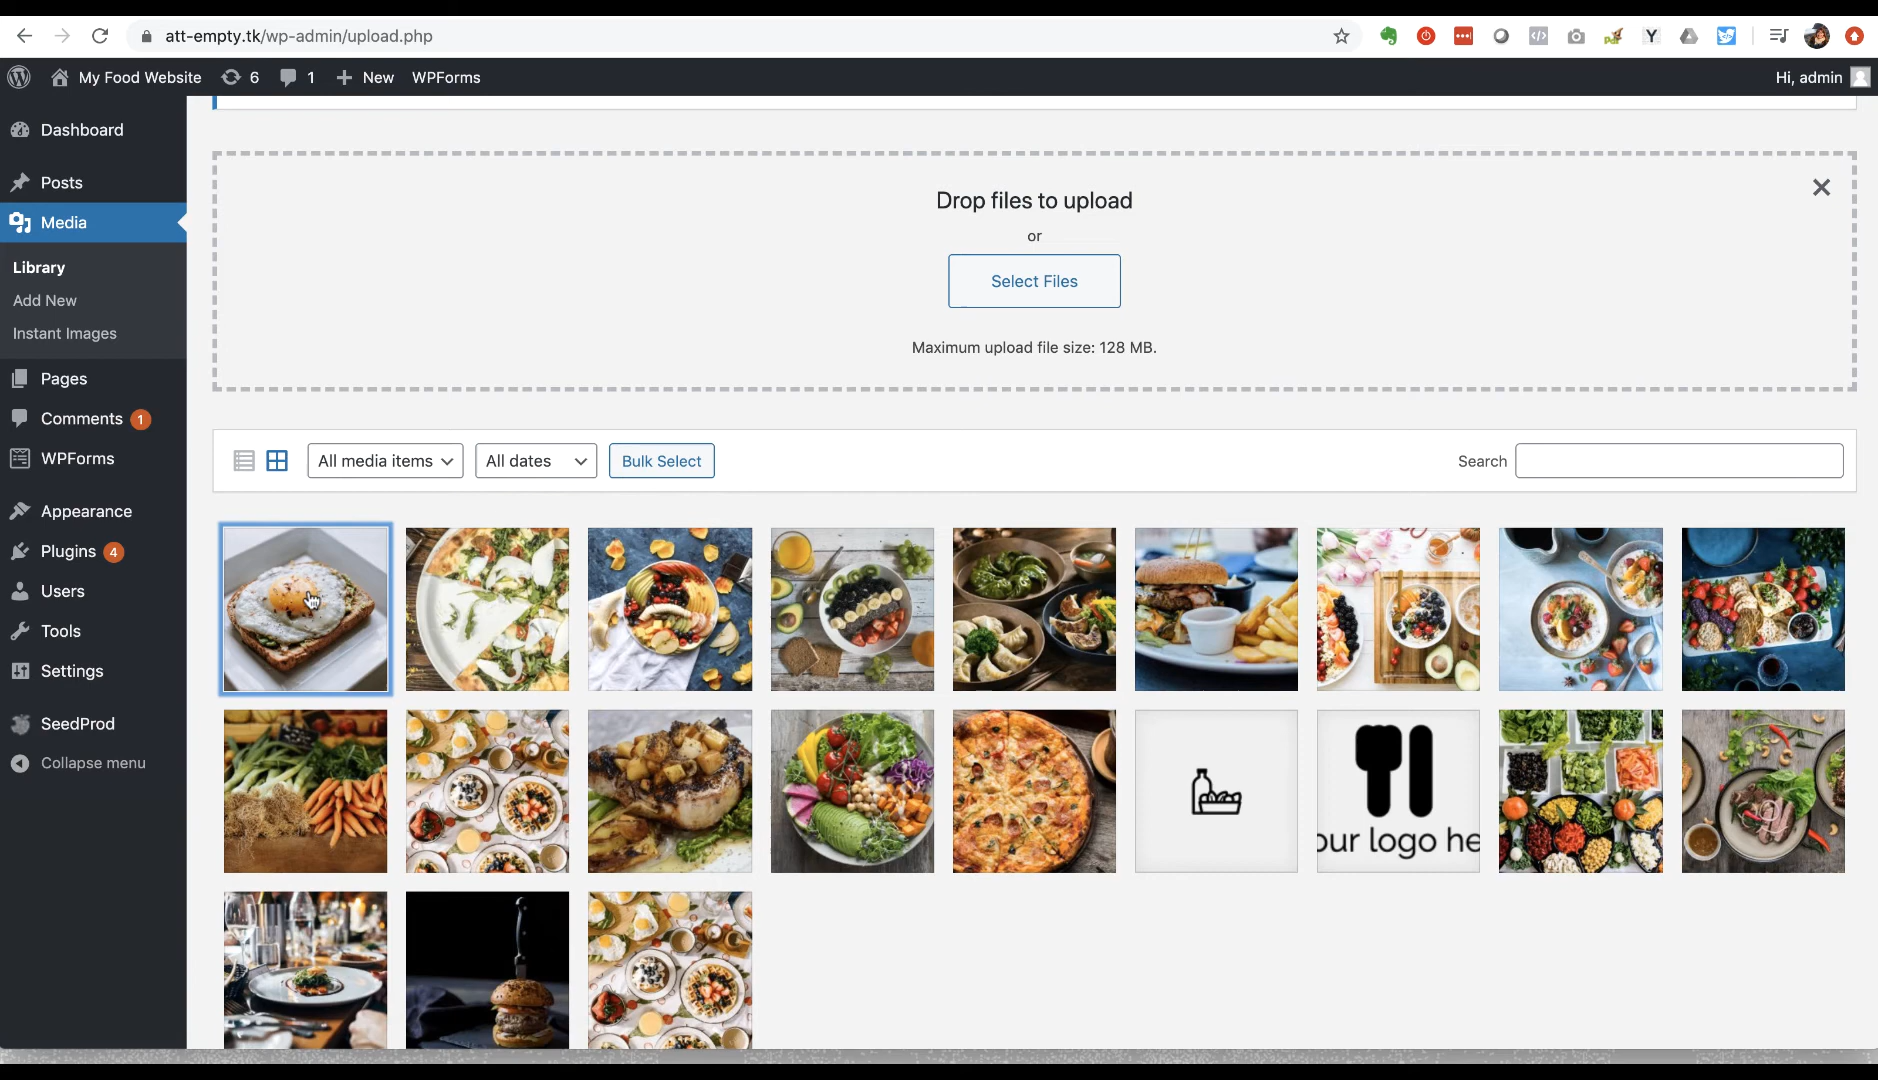 att-empty.tk/wp-admin/upload.php
My Food Website 6 1 New WPForms Hi, admin
Dashboard
Posts
Media
Library
Add New
Instant Images
Pages
Comments 1
WPForms
Appearance
Plugins 4
Users
Tools
Settings
SeedProd
Collapse menu
Drop files to upload
or
Select Files
Maximum upload file size: 128 MB.
All media items All dates Bulk Select Search
our logo he